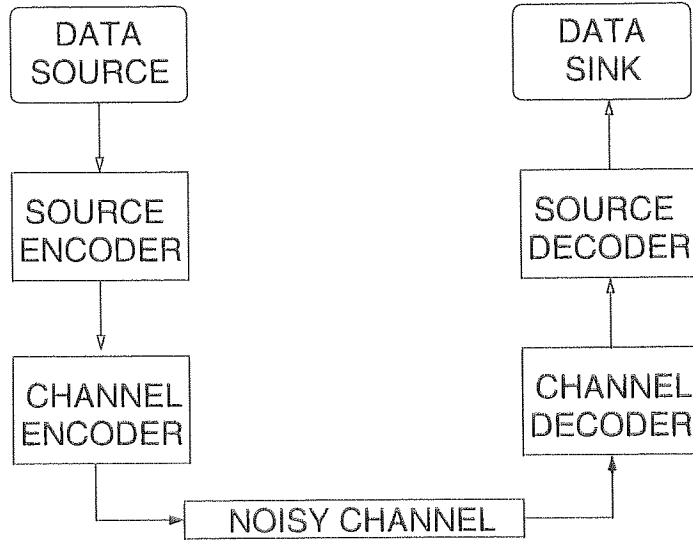 DATA
SOURCE
SOURCE
ENCODER
CHANNEL
ENCODER
NOISY CHANNEL
CHANNEL
DECODER
SOURCE
DECODER
DATA
SINK